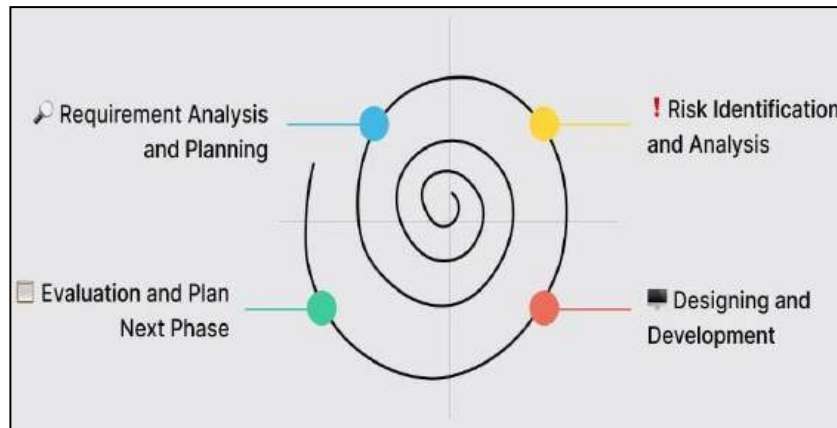 🔎 Requirement Analysis
and Planning
❗ Risk Identification
and Analysis
📋 Evaluation and Plan
Next Phase
🖥️ Designing and
Development